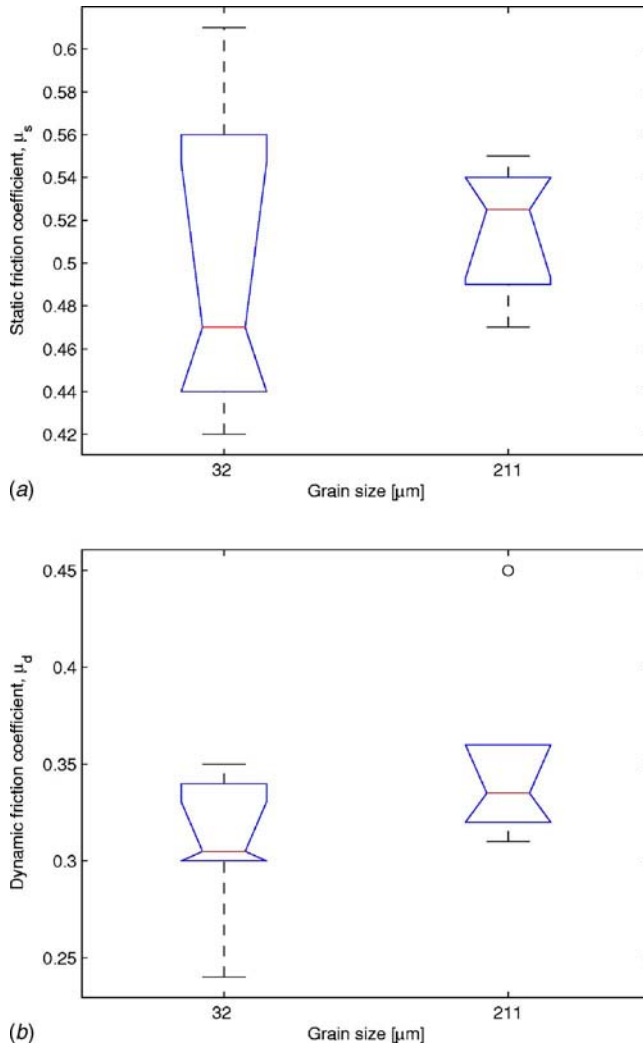 0.6
0.58
0.56
0.54
0.52
0.5
0.48
0.46
0.44
0.42
Static friction coefficient, μs
32 211
Grain size [μm]
(a)
0.45
0.4
0.35
0.3
0.25
Dynamic friction coefficient, μd
32 211
Grain size [μm]
(b)